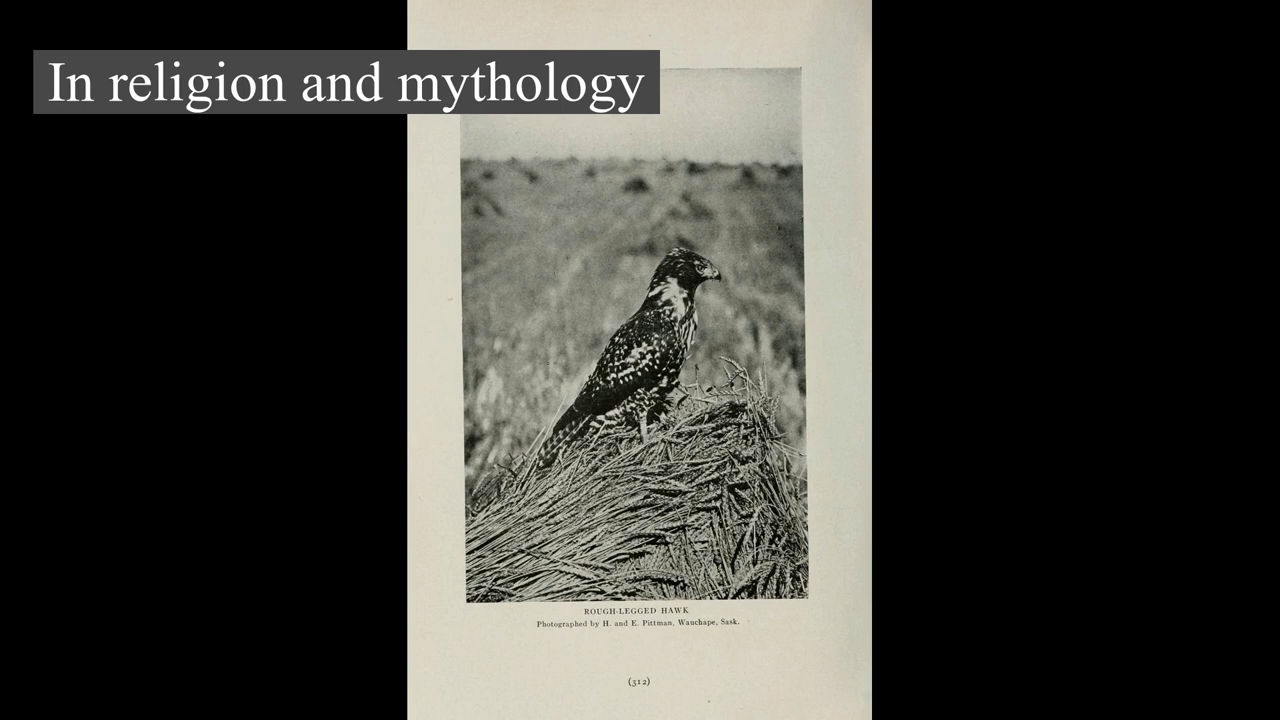 In religion and mythology
ROUGH-LEGGED HAWK
Photographed by H. and E. Pittman, Wauchape, Sask.
(312)